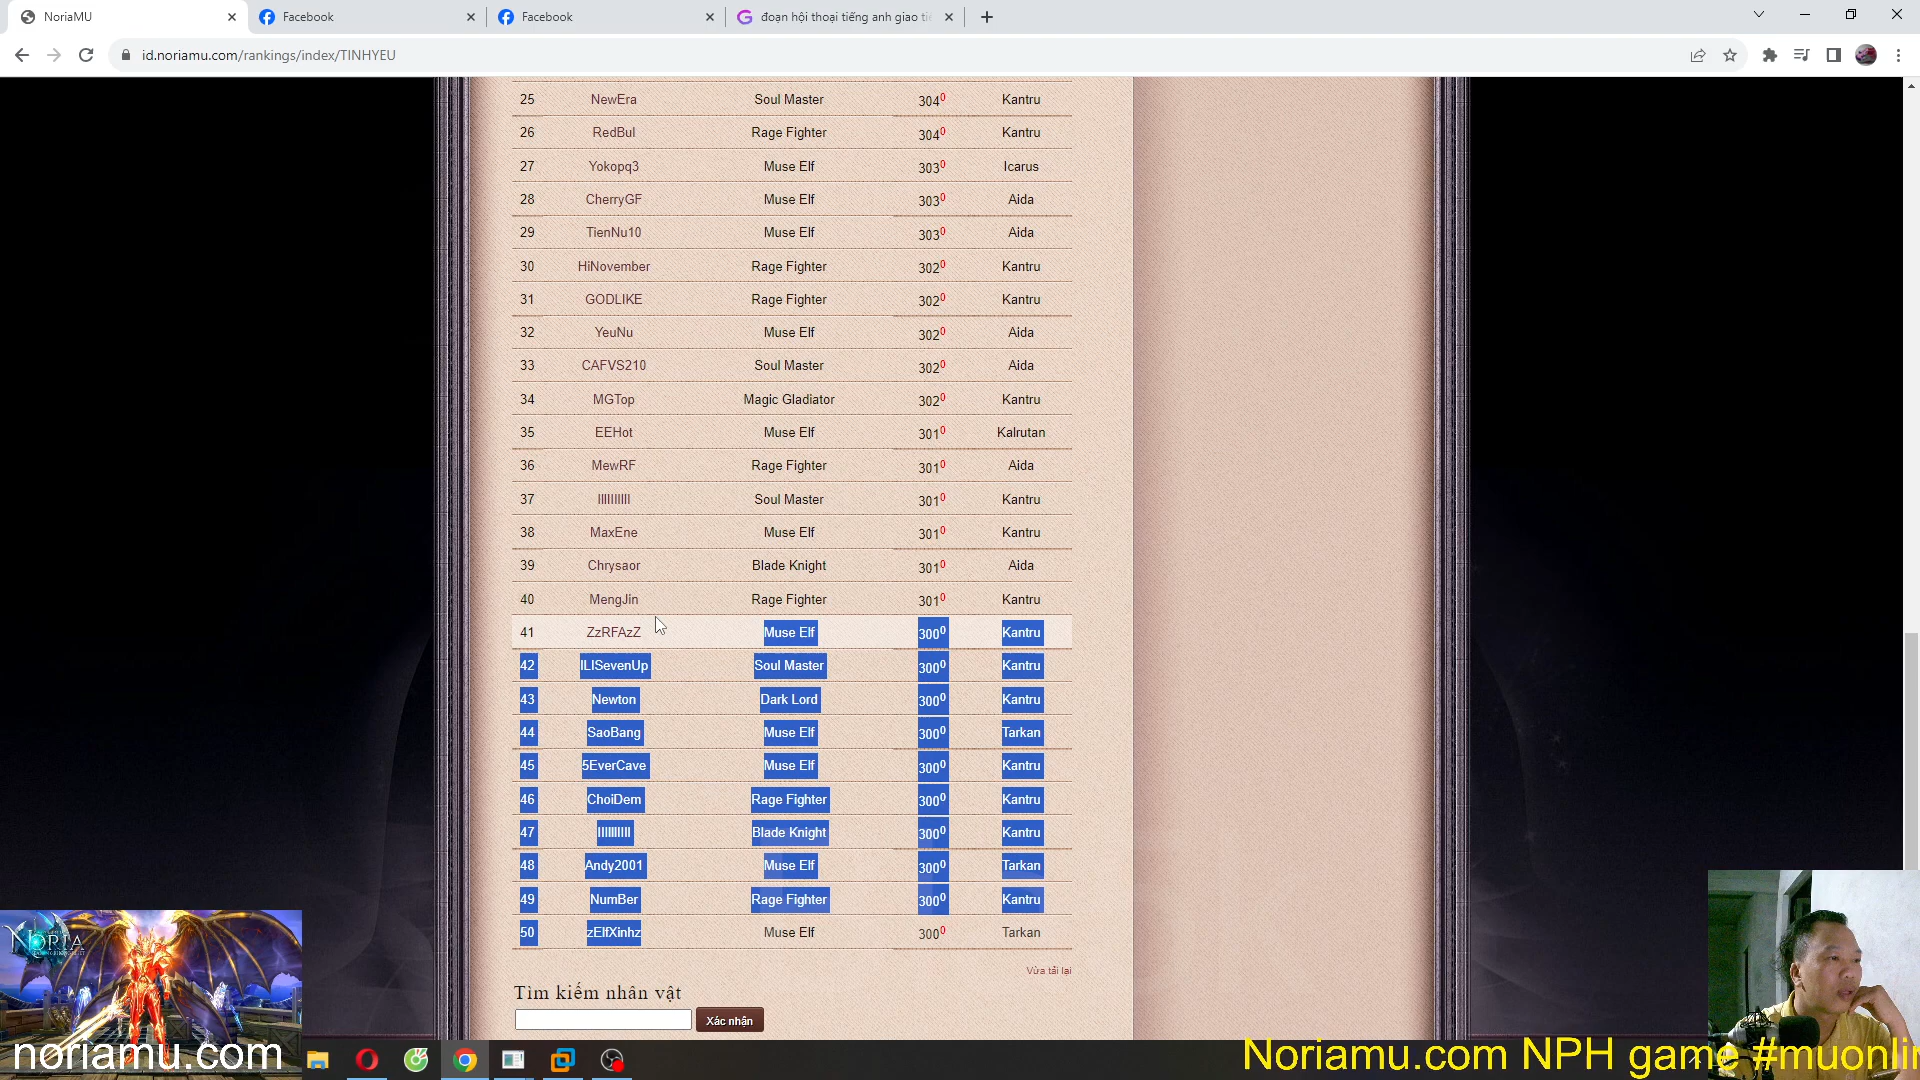 NoriaMU
Facebook
Facebook
đoạn hội thoại tiếng anh giao ti
id.noriamu.com/rankings/index/TINHYEU
25 NewEra Soul Master 304⁰ Kantru
26 RedBul Rage Fighter 304⁰ Kantru
27 Yokopq3 Muse Elf 303⁰ Icarus
28 CherryGF Muse Elf 303⁰ Aida
29 TienNu10 Muse Elf 303⁰ Aida
30 HiNovember Rage Fighter 302⁰ Kantru
31 GODLIKE Rage Fighter 302⁰ Kantru
32 YeuNu Muse Elf 302⁰ Aida
33 CAFVS210 Soul Master 302⁰ Aida
34 MGTop Magic Gladiator 302⁰ Kantru
35 EEHot Muse Elf 301⁰ Kalrutan
36 MewRF Rage Fighter 301⁰ Aida
37 Soul Master 301⁰ Kantru
38 MaxEne Muse Elf 301⁰ Kantru
39 Chrysaor Blade Knight 301⁰ Aida
40 MengJin Rage Fighter 301⁰ Kantru
41 ZzRFAzZ Muse Elf 300⁰ Kantru
42 ILISevenUp Soul Master 300⁰ Kantru
43 Newton Dark Lord 300⁰ Kantru
44 SaoBang Muse Elf 300⁰ Tarkan
45 5EverCave Muse Elf 300⁰ Kantru
46 ChoiDem Rage Fighter 300⁰ Kantru
47 Blade Knight 300⁰ Kantru
48 Andy2001 Muse Elf 300⁰ Tarkan
49 NumBer Rage Fighter 300⁰ Kantru
50 zElfXinhz Muse Elf 300⁰ Tarkan
Vừa tải lại
Tìm kiếm nhân vật
Xác nhận
NORIA
noriamu.com
Noriamu.com NPH game #muonlin